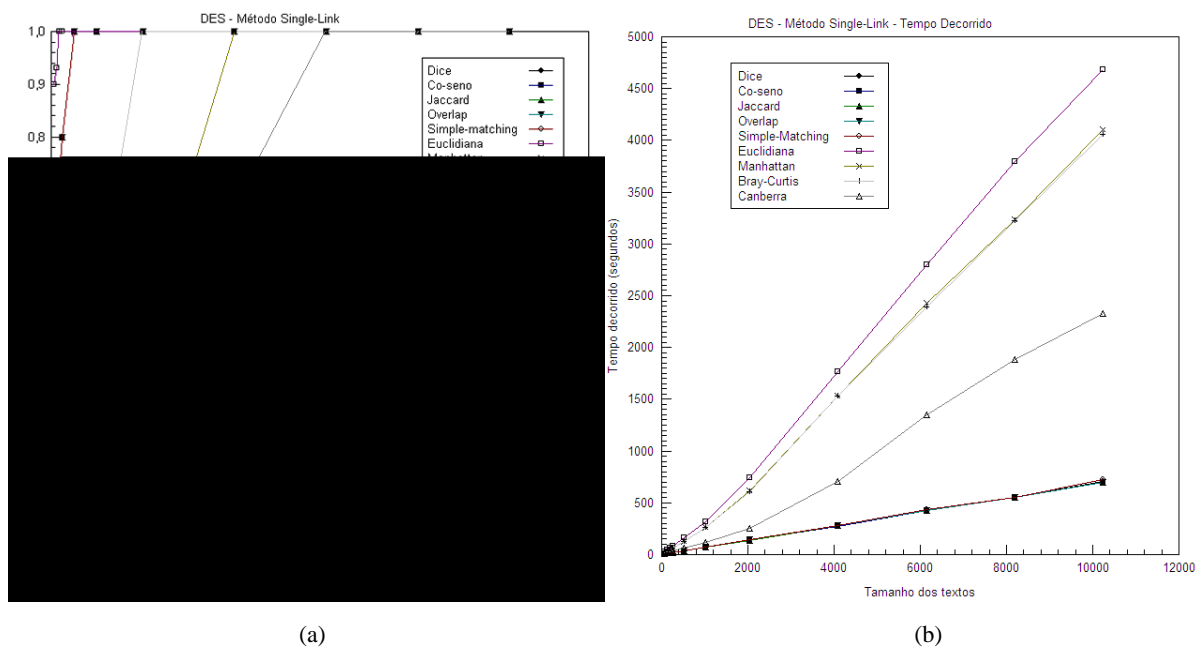 DES - Método Single-Link
1,0
0,9
0,8
Dice
Co-seno
Jaccard
Overlap
Simple-matching
Euclidiana
DES - Método Single-Link - Tempo Decorrido
5000
4500
4000
3500
3000
2500
2000
1500
1000
500
0
Tempo decorrido (segundos)
Dice
Co-seno
Jaccard
Overlap
Simple-Matching
Euclidiana
Manhattan
Bray-Curtis
Canberra
0
2000
4000
6000
8000
10000
12000
Tamanho dos textos
(a)
(b)